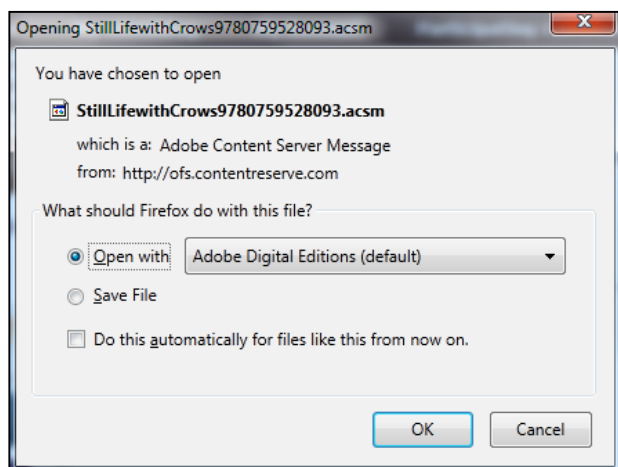 Opening StillLifewithCrows9780759528093.acsm
You have chosen to open
StillLifewithCrows9780759528093.acsm
which is a: Adobe Content Server Message
from: http://ofs.contentreserve.com
What should Firefox do with this file?
Open with Adobe Digital Editions (default)
Save File
Do this automatically for files like this from now on.
OK Cancel